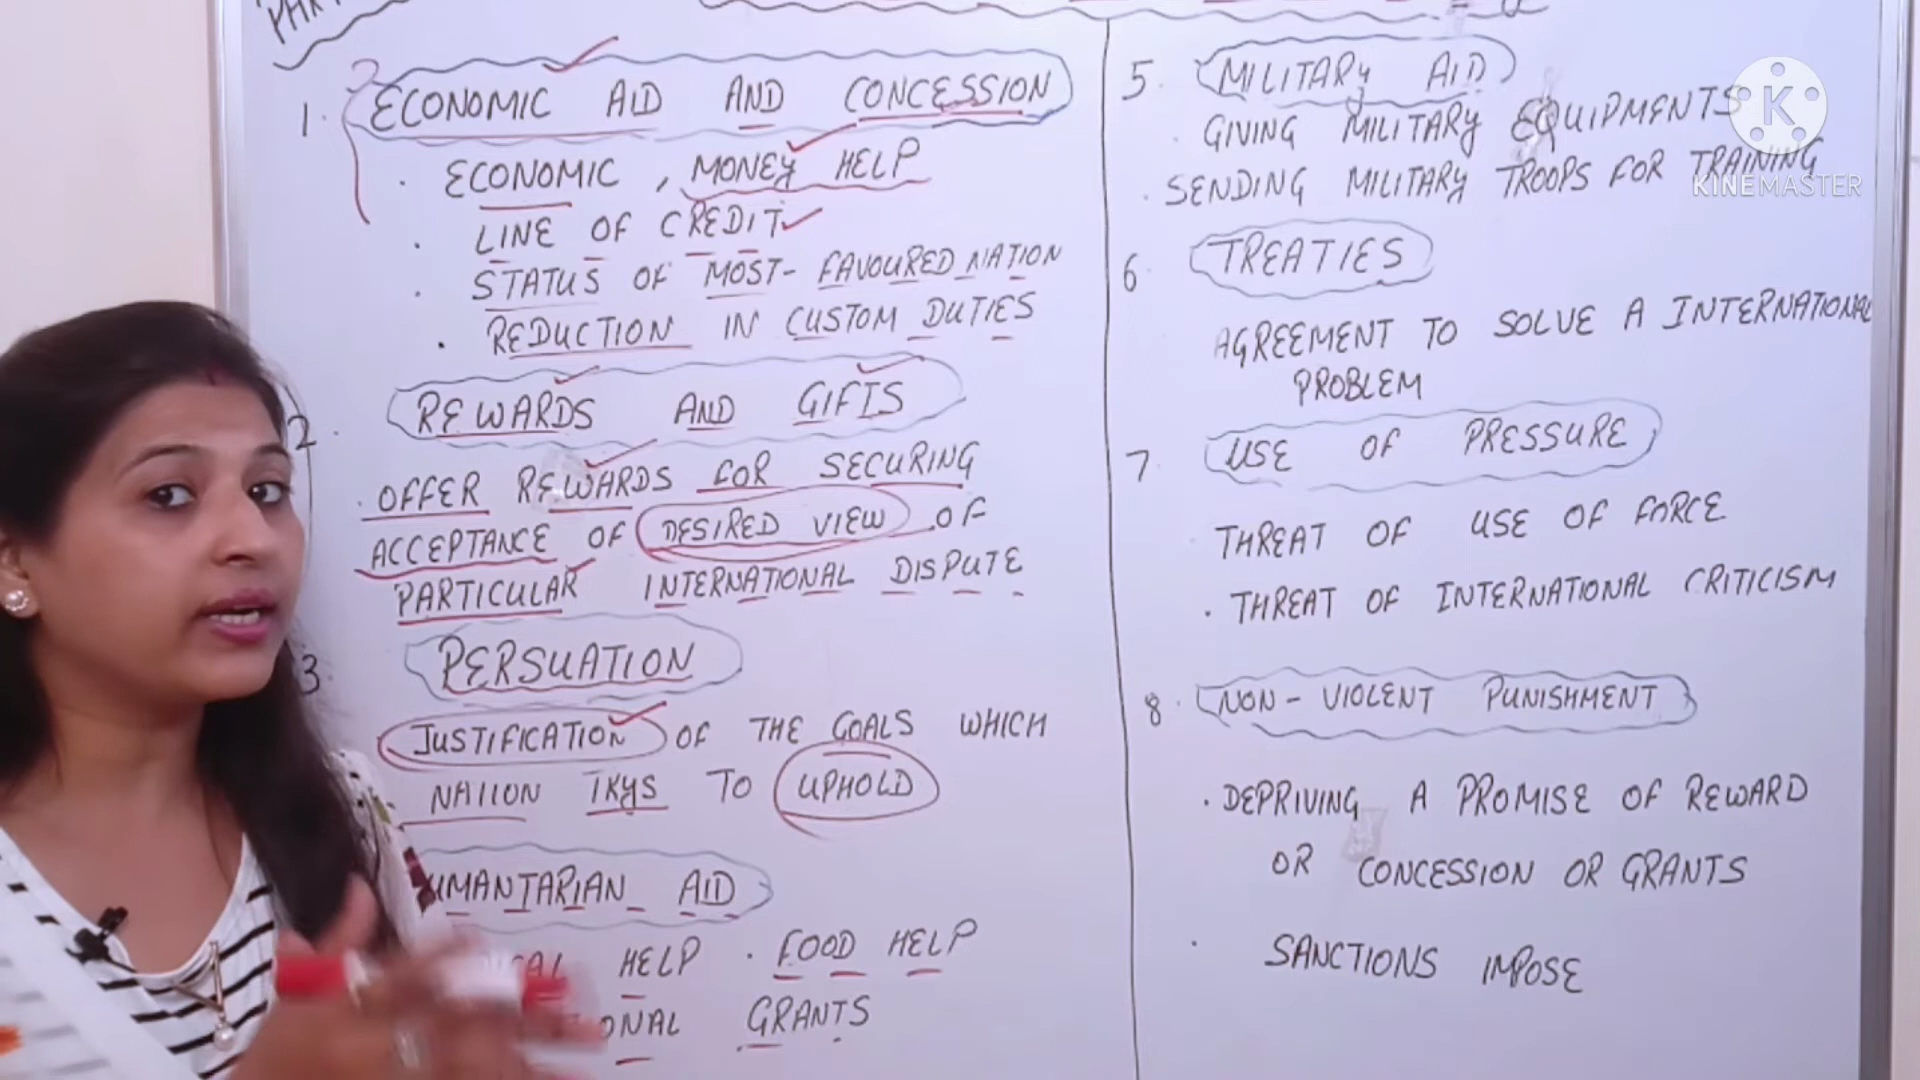 PART
1. ECONOMIC AID AND CONCESSION
. ECONOMIC, MONEY HELP
. LINE OF CREDIT
. STATUS OF MOST-FAVOURED NATION
. REDUCTION IN CUSTOM DUTIES
2. REWARDS AND GIFTS
. OFFER REWARDS FOR SECURING
ACCEPTANCE OF DESIRED VIEW OF
PARTICULAR INTERNATIONAL DISPUTE
3 PERSUATION
JUSTIFICATION OF THE GOALS WHICH
NATION TRYS TO UPHOLD
UMANTARIAN AID
HELP . FOOD HELP
ONAL GRANTS
5. MILITARY AID
. GIVING MILITARY EQUIPMENTS
. SENDING MILITARY TROOPS FOR TRAINING
6. TREATIES
AGREEMENT TO SOLVE A INTERNATIONAL
PROBLEM
7. USE OF PRESSURE
. THREAT OF USE OF FORCE
. THREAT OF INTERNATIONAL CRITICISM
8. NON-VIOLENT PUNISHMENT
. DEPRIVING A PROMISE OF REWARD
OR CONCESSION OR GRANTS
. SANCTIONS IMPOSE
K
KINEMASTER